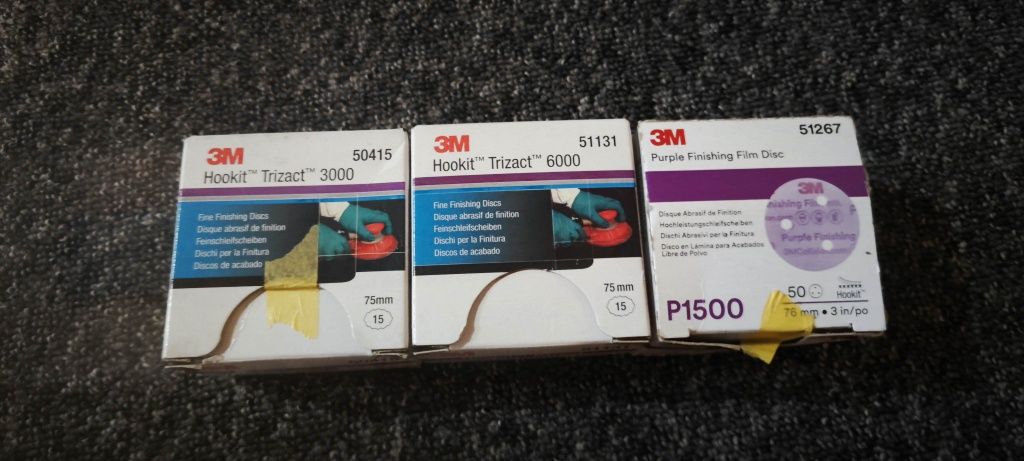 3M
50415
Hookit™ Trizact™ 3000
Fine Finishing Discs
Disque abrasif de finition
Feinschleifscheiben
Dischi per la Finitura
Discos de acabado
75mm
15
3M
51131
Hookit™ Trizact™ 6000
Fine Finishing Discs
Disque abrasif de finition
Feinschleifscheiben
Dischi per la Finitura
Discos de acabado
75mm
15
3M
51267
Purple Finishing Film Disc
Disque Abrasif de Finition
Hochleistungsschleifscheiben
Dischi Abrasivi per la Finitura
Disco en Lámina para Acabados
Libre de Polvo
3M
Purple Finishing
P1500
50
Hookit™
76 mm • 3 in/po